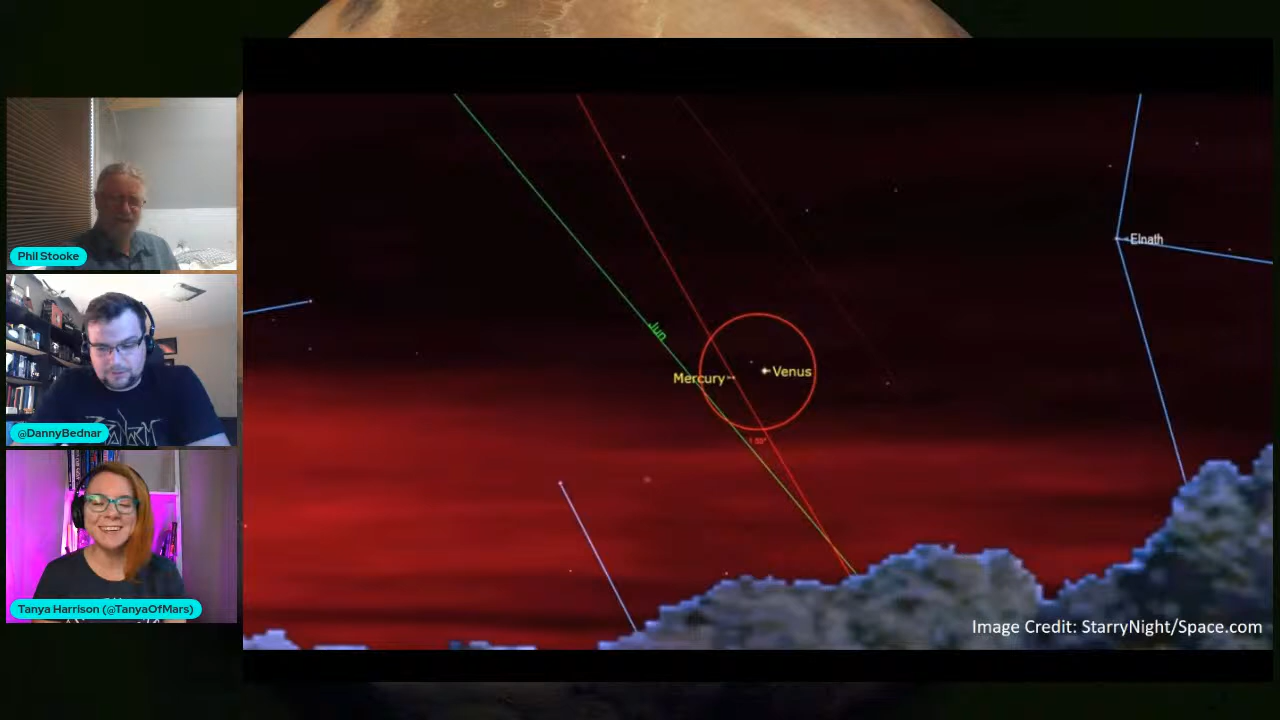 Phil Stooke
@DannyBednar
Tanya Harrison (@TanyaOfMars)
Elnath
Jun
Mercury
Venus
Image Credit: StarryNight/Space.com